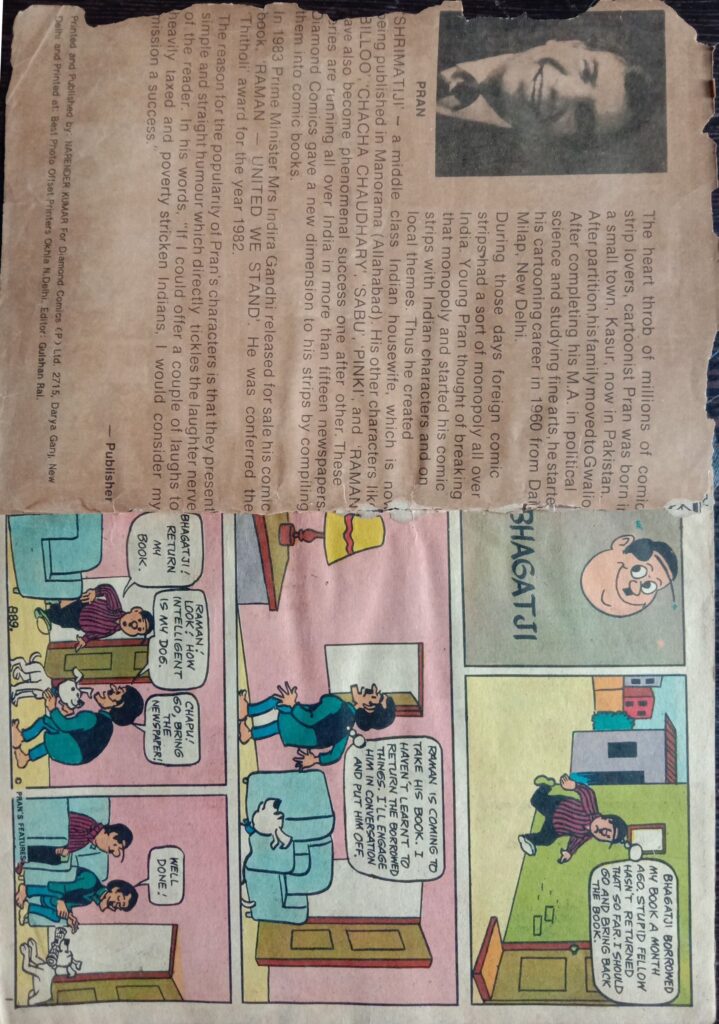 The heart throb of millions of comic
strip lovers, cartoonist Pran was born i
a small town, Kasur, now in Pakistan.
After partition, his family moved to Gwalio
After completing his M.A. in political
science and studying fine arts, he starte
his cartooning career in 1960 from Dail
Milap, New Delhi.
During those days foreign comic
strips had a sort of monopoly all over
India. Young Pran thought of breaking
that monopoly and started his comic
strips with Indian characters and on
local themes. Thus he created
PRAN
SHRIMATIJI' — a middle class Indian housewife, which is now
being published in Manorama (Allahabad). His other characters lik
BILLOO', 'CHACHA CHAUDHARY', 'SABU', 'PINKI', and 'RAMAN
ave also become phenomenal success one after other. These
ories are running all over India in more than fifteen newspapers.
Diamond Comics gave a new dimension to his strips by compiling
them into comic books.
In 1983 Prime Minister Mrs Indira Gandhi released for sale his comic
book, 'RAMAN — UNITED WE STAND'. He was conferred the
'Thitholi award for the year 1982.
The reason for the popularity of Pran's characters is that they present
simple and straight humour which directly tickles the laughter nerve
of the reader. In his words, "If I could offer a couple of laughs to
heavily taxed and poverty stricken Indians, I would consider my
mission a success."
— Publisher
Printed and Published by: NARENDER KUMAR For Diamond Comics (P) Ltd. 2715, Darya Ganj, New
Delhi and Printed at: Best Photo Offset Printers Okhla N.Delhi. Editor: Gulshan Rai.
BHAGATJI
BHAGATJI BORROWED
MY BOOK A MONTH
AGO. STUPID FELLOW
HASN'T RETURNED
THAT SO FAR. I SHOULD
GO AND BRING BACK
THE BOOK.
RAMAN IS COMING TO
TAKE HIS BOOK. I
HAVEN'T LEARNT TO
RETURN THE BORROWED
THINGS. I'LL ENGAGE
HIM IN CONVERSATION
AND PUT HIM OFF.
BHAGATJI!
RETURN
MY
BOOK.
RAMAN!
LOOK! HOW
INTELLIGENT
IS MY DOG.
CHAPU!
GO, BRING
THE
NEWSPAPER!
889.
© PRAN'S FEATURES
WELL
DONE!